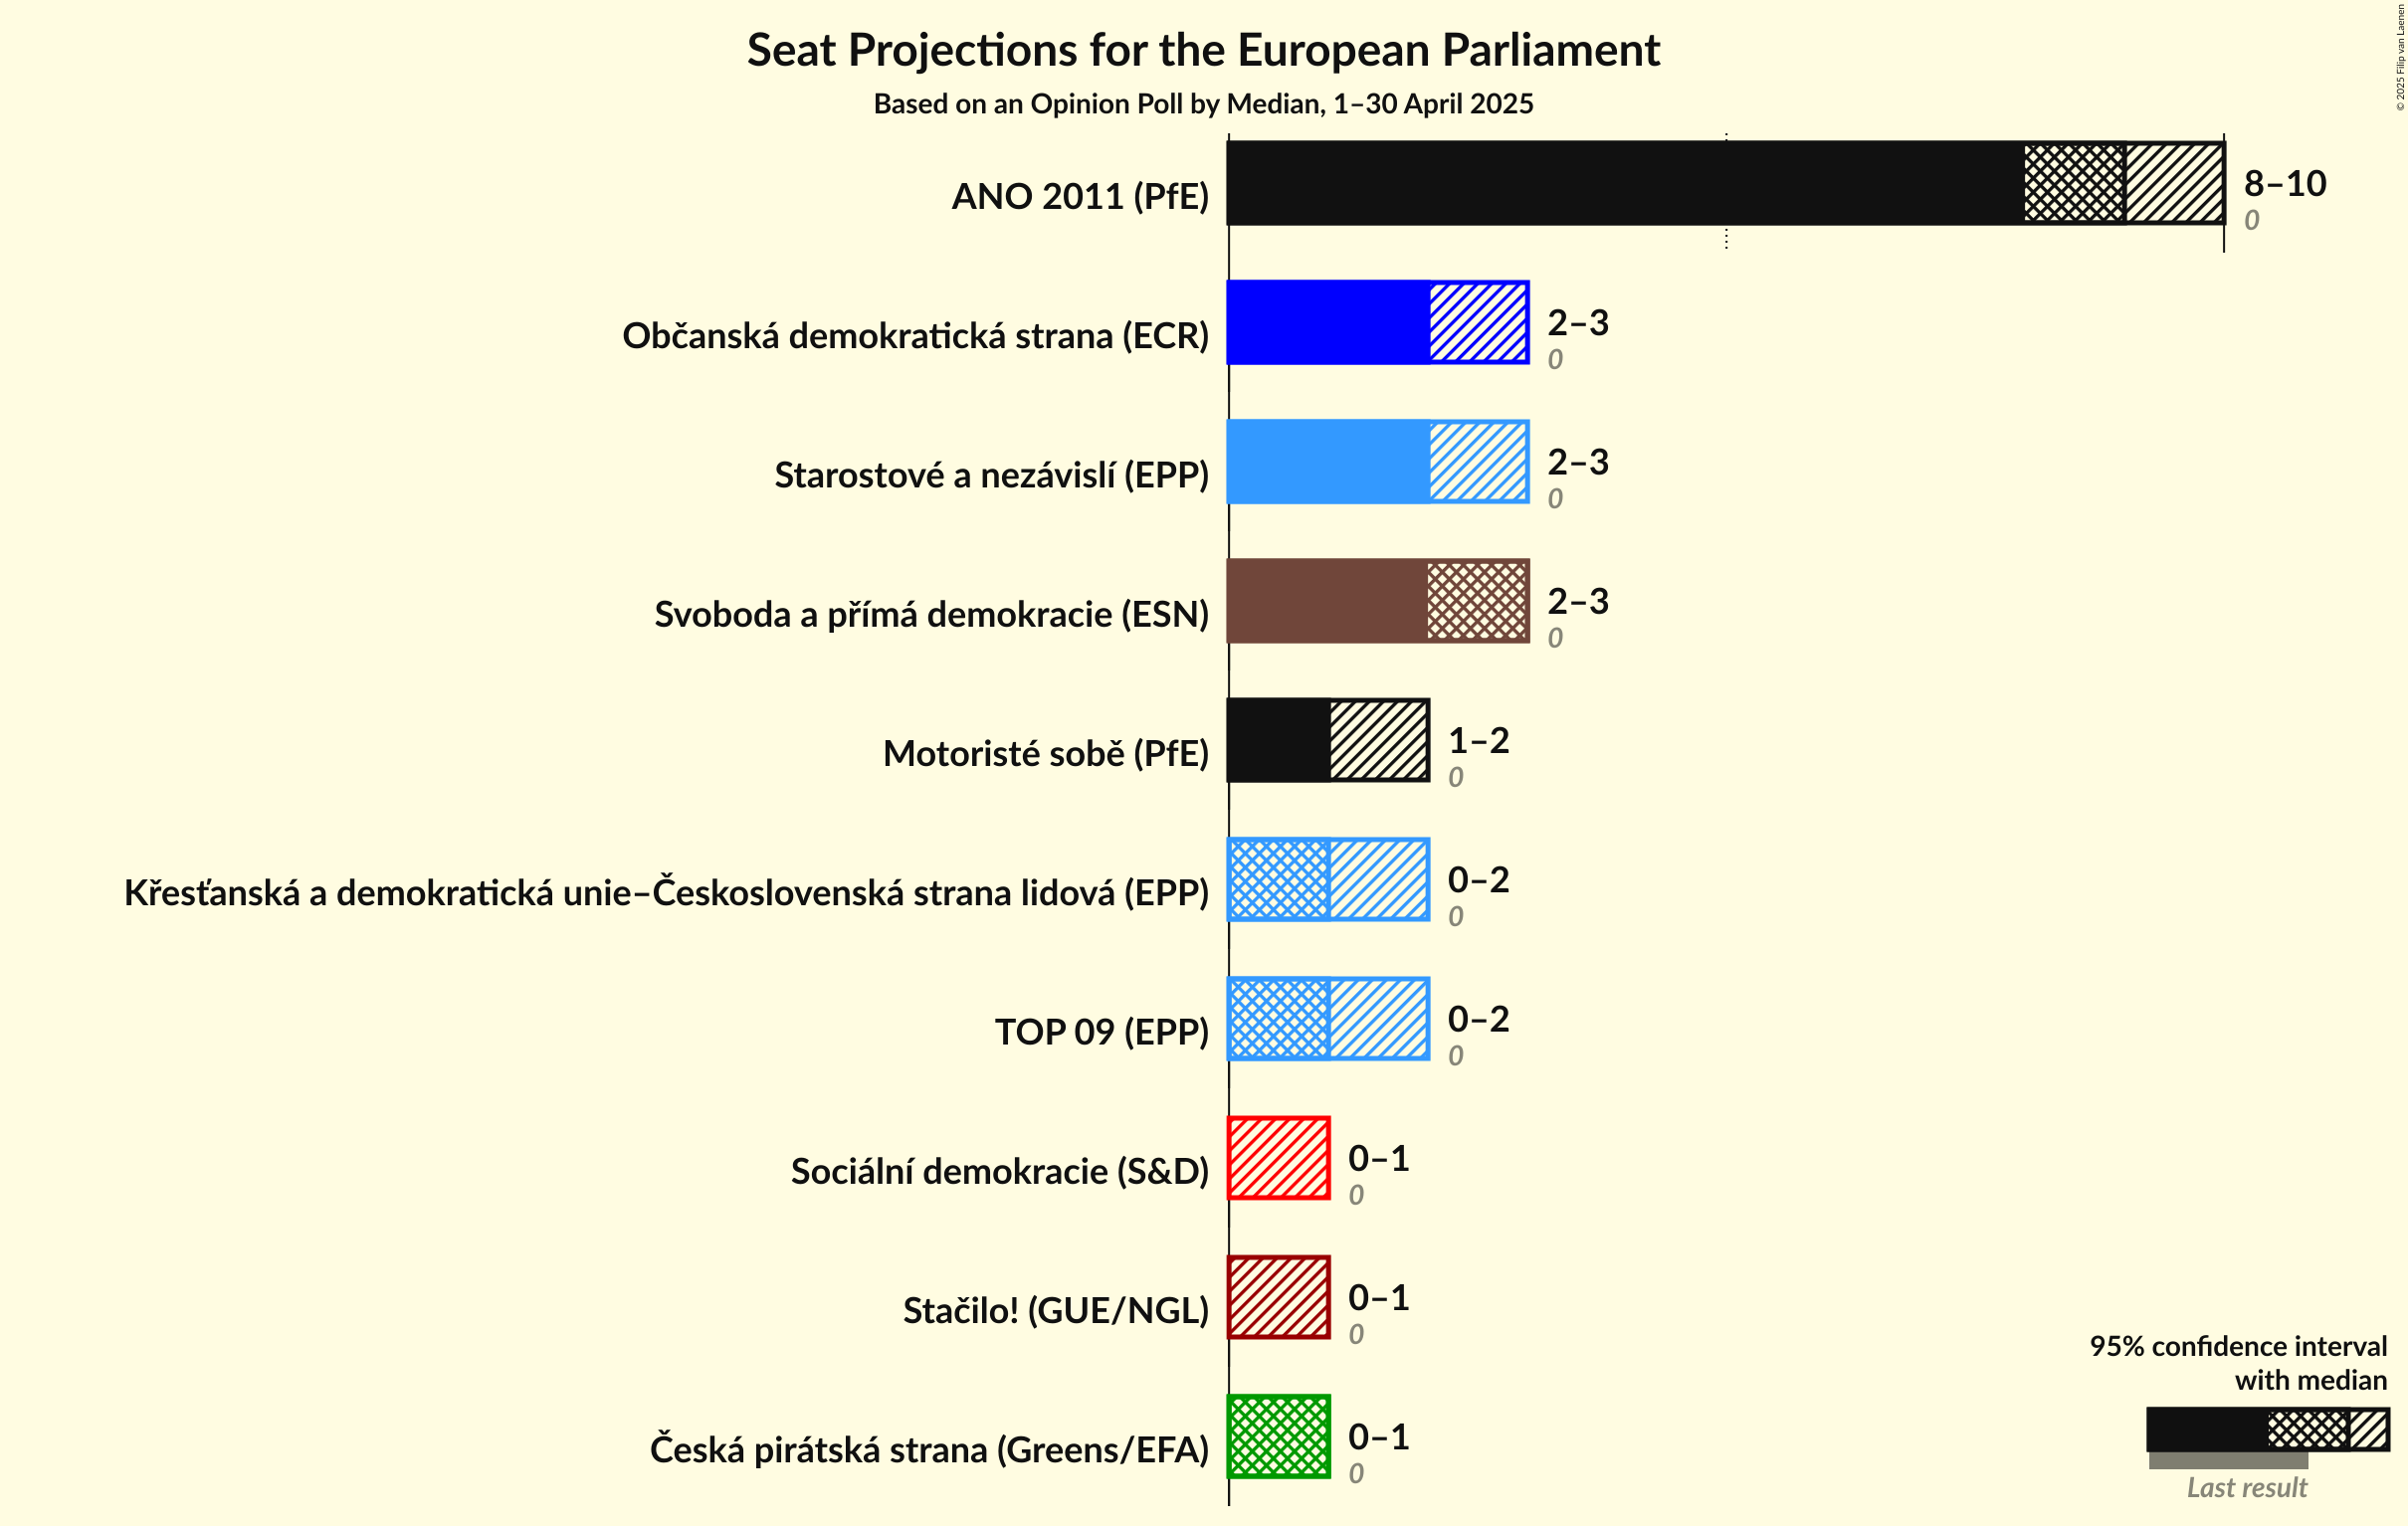 Seat Projections for the European Parliament
Based on an Opinion Poll by Median, 1–30 April 2025
© 2025 Filip van Laenen
ANO 2011 (PfE)
8–10
0
Občanská demokratická strana (ECR)
2–3
0
Starostové a nezávislí (EPP)
2–3
0
Svoboda a přímá demokracie (ESN)
2–3
0
Motoristé sobě (PfE)
1–2
0
Křesťanská a demokratická unie–Československá strana lidová (EPP)
0–2
0
TOP 09 (EPP)
0–2
0
Sociální demokracie (S&D)
0–1
0
Stačilo! (GUE/NGL)
0–1
0
Česká pirátská strana (Greens/EFA)
0–1
0
95% confidence interval
with median
Last result